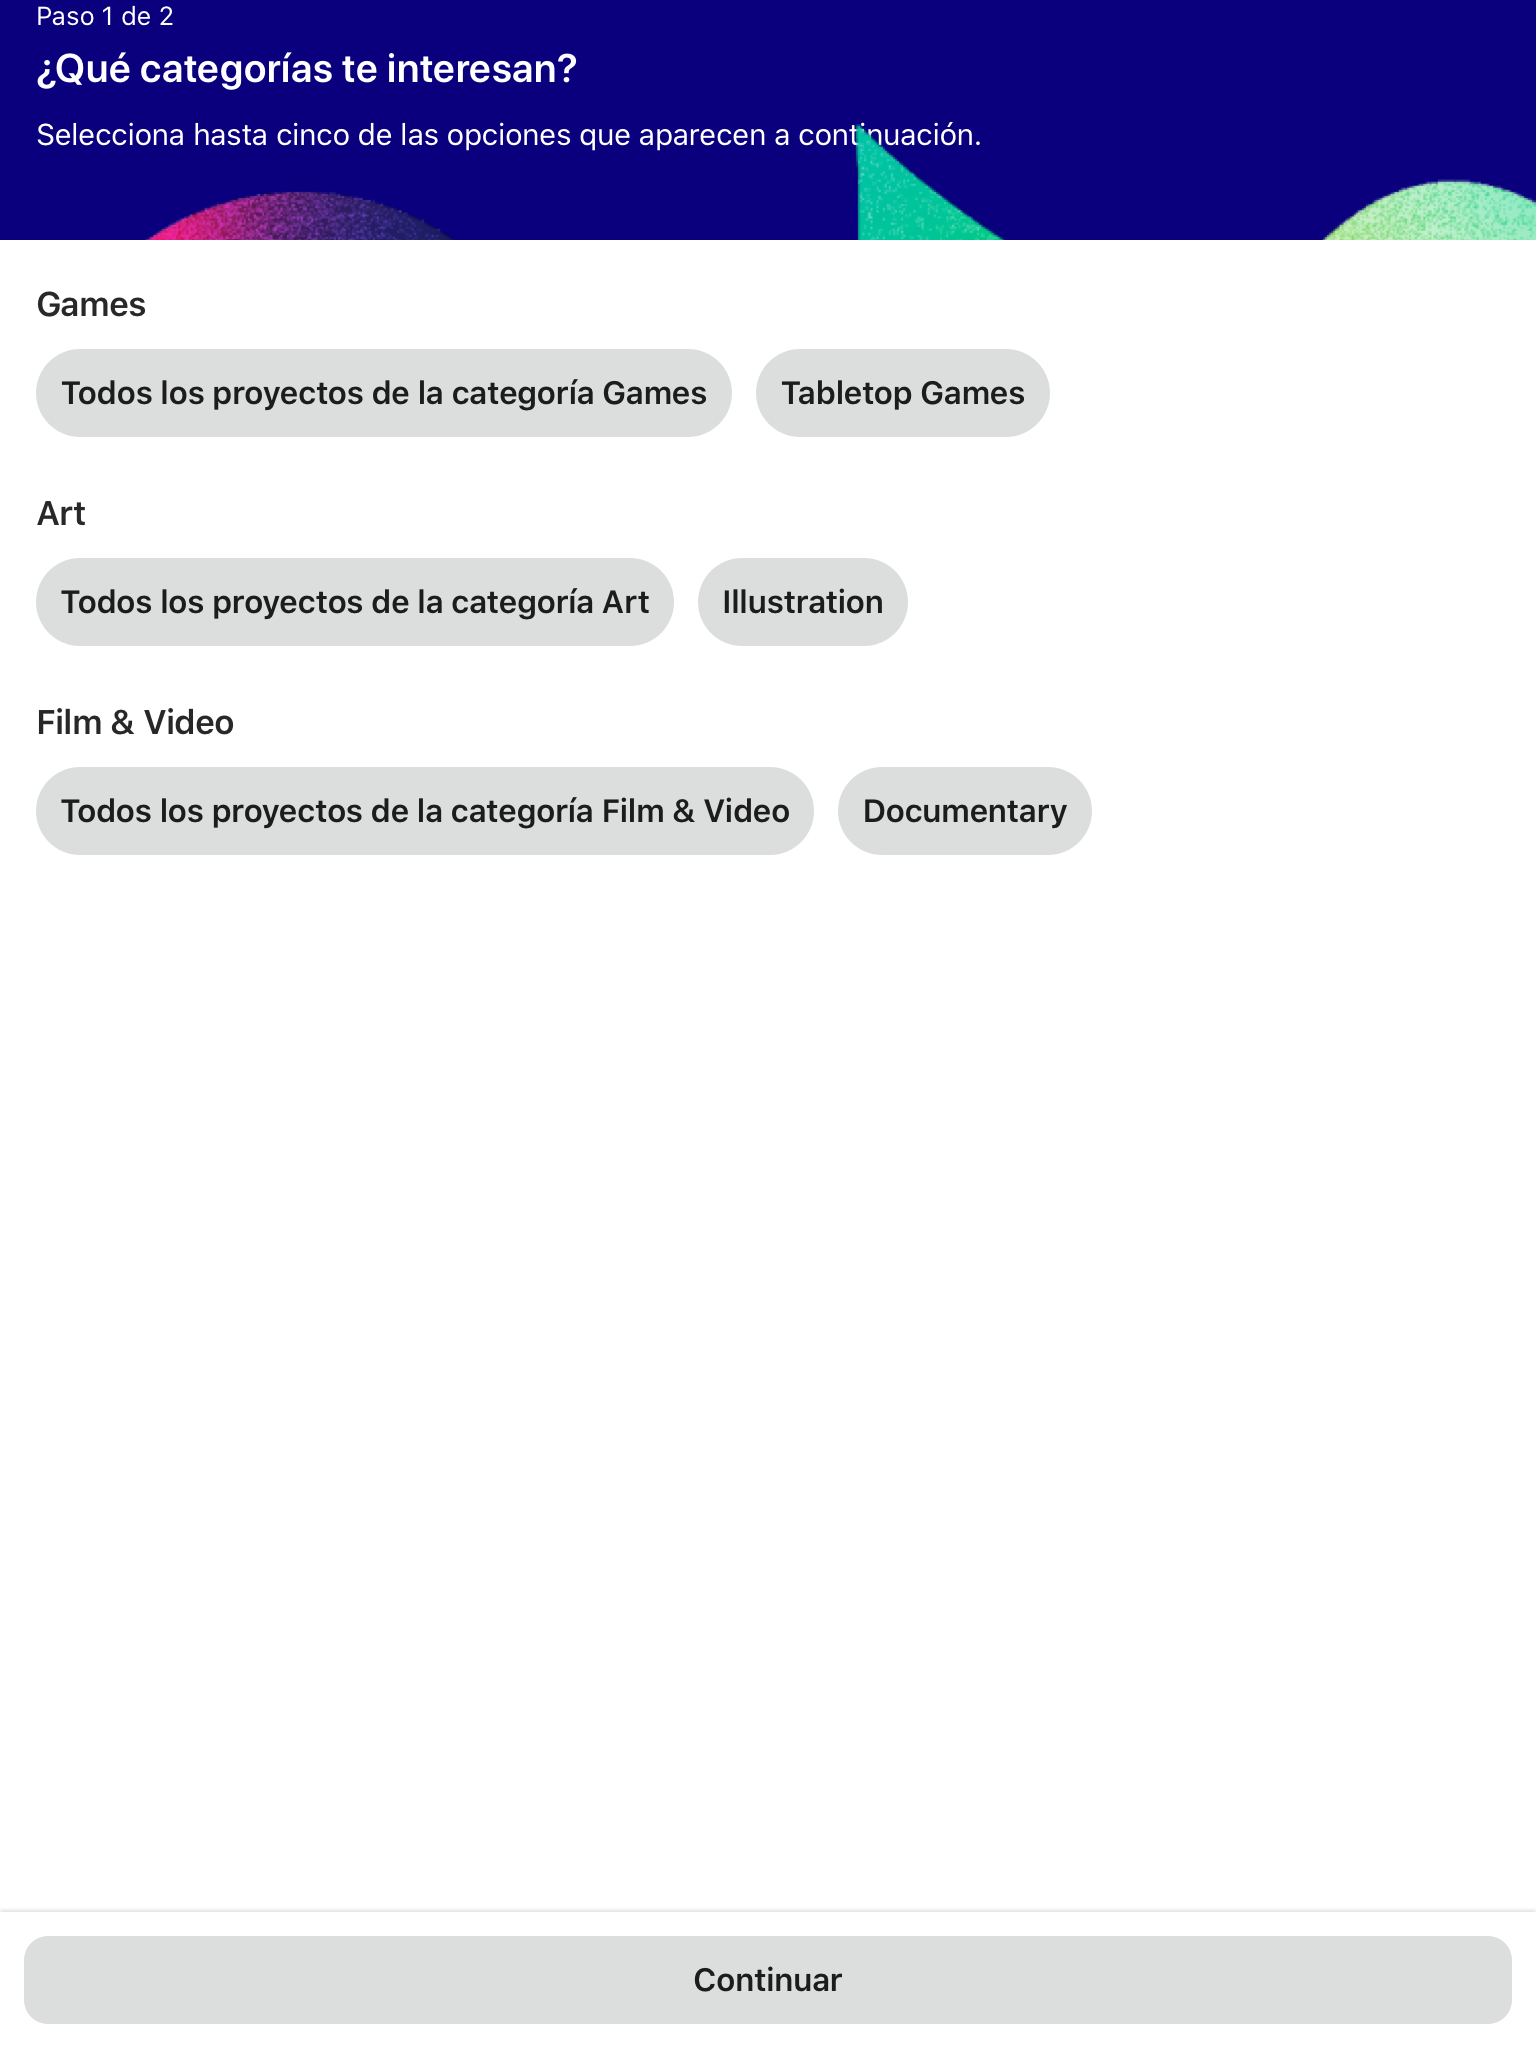 Paso 1 de 2
¿Qué categorías te interesan?
Selecciona hasta cinco de las opciones que aparecen a continuación.
Games
Todos los proyectos de la categoría Games
Tabletop Games
Art
Todos los proyectos de la categoría Art
Illustration
Film & Video
Todos los proyectos de la categoría Film & Video
Documentary
Continuar